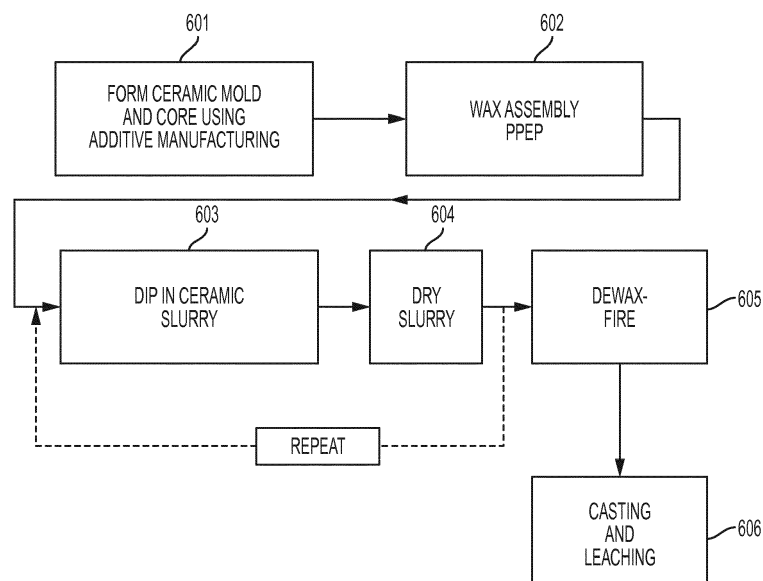 601
602
FORM CERAMIC MOLD
AND CORE USING
ADDITIVE MANUFACTURING
WAX ASSEMBLY
PPEP
603
604
DIP IN CERAMIC
SLURRY
DRY
SLURRY
DEWAX-
FIRE
605
REPEAT
CASTING
AND
LEACHING
606